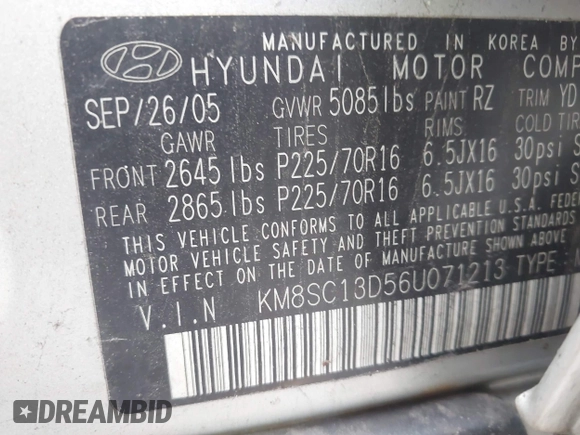 MANUFACTURED IN KOREA BY
HYUNDAI MOTOR COMP
SEP/26/05 GVWR 5085lbs PAINT RZ TRIM YD
GAWR TIRES RIMS COLD TIR
FRONT 2645lbs P225/70R16 6.5JX16 30psi S
REAR 2865lbs P225/70R16 6.5JX16 30psi S
THIS VEHICLE CONFORMS TO ALL APPLICABLE U.S.A. FEDER
MOTOR VEHICLE SAFETY AND THEFT PREVENTION STANDARDS
IN EFFECT ON THE DATE OF MANUFACTURE SHOWN ABOVE
V.I.N KM8SC13D56U071213 TYPE:
DREAMBID